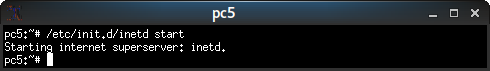 pc5
pc5:~# /etc/init.d/inetd start
Starting internet superserver: inetd.
pc5:~#